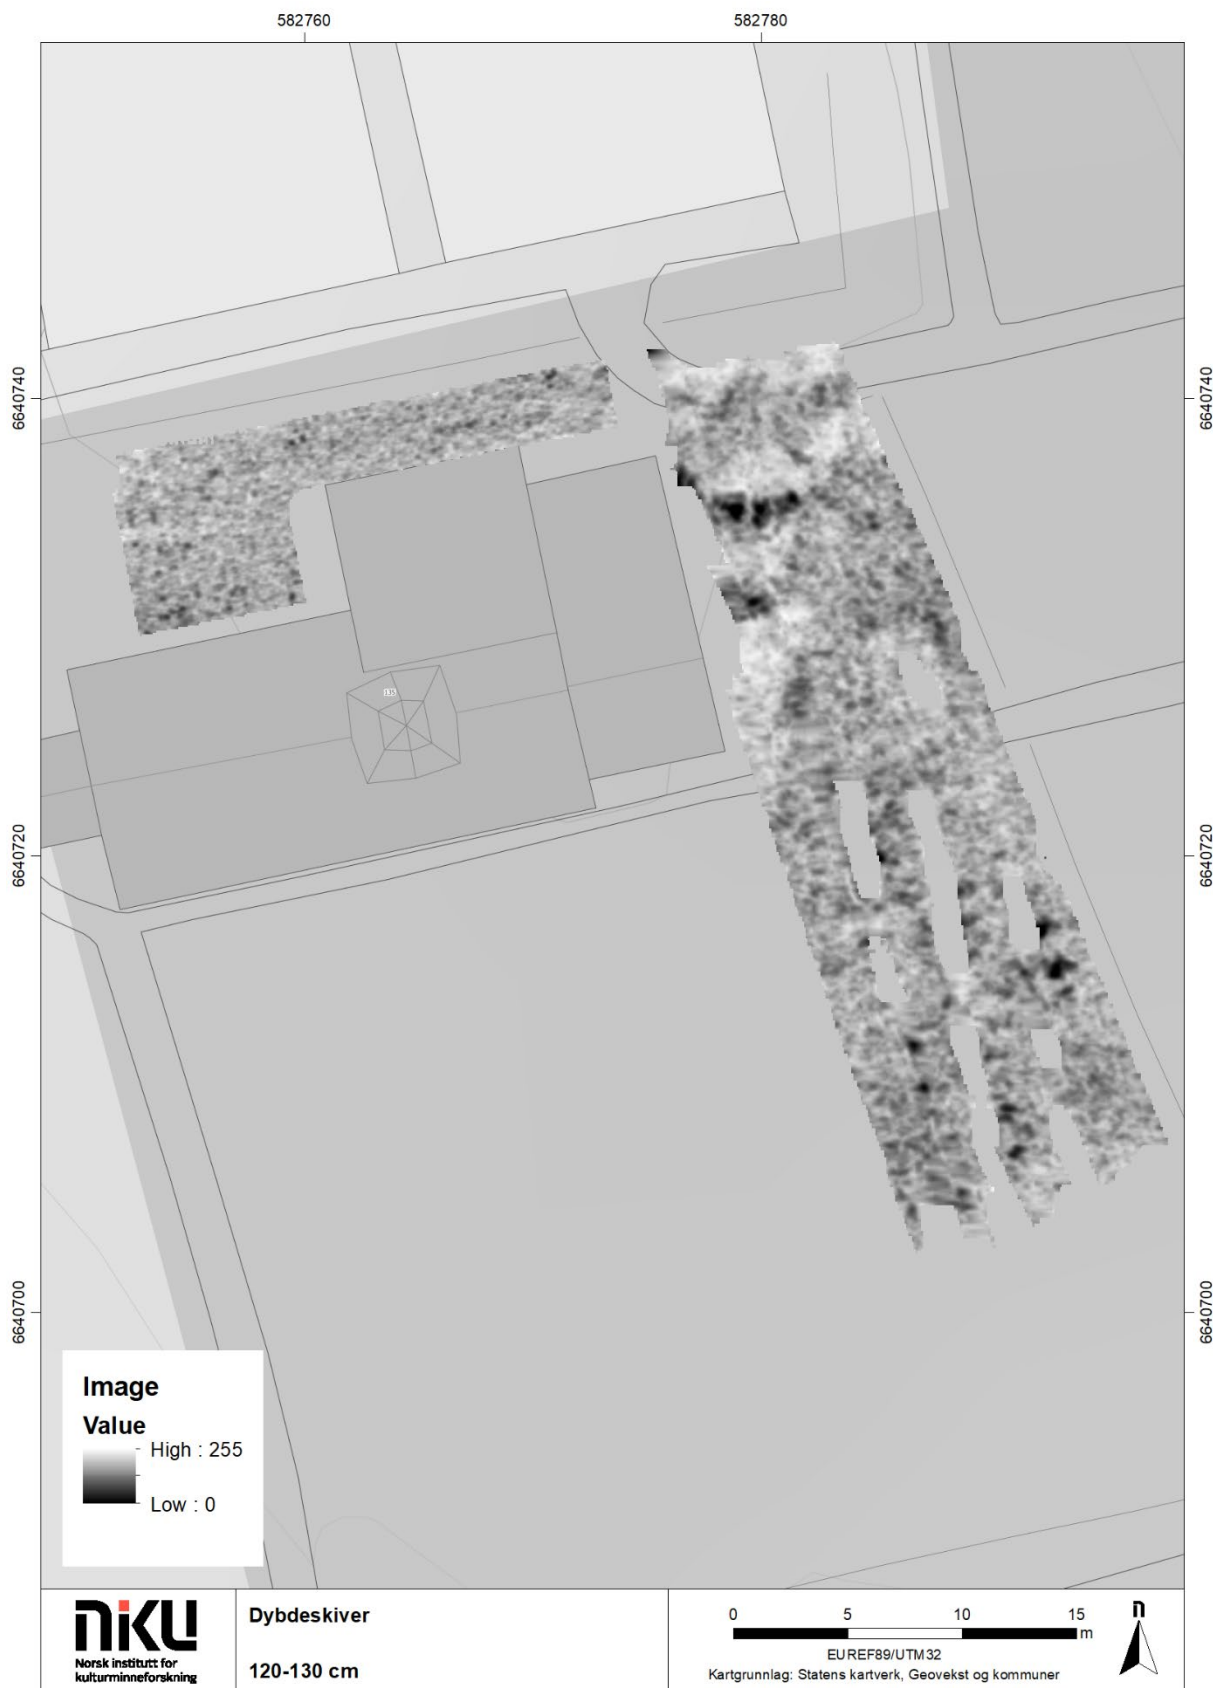 582760
582780
6640740
6640740
6640720
6640720
6640700
6640700
135
Image
Value
High : 255
Low : 0
NIKU
Norsk institutt for
kulturminneforskning
Dybdeskiver
120-130 cm
0 5 10 15
m
EUREF89/UTM32
Kartgrunnlag: Statens kartverk, Geovekst og kommuner
n